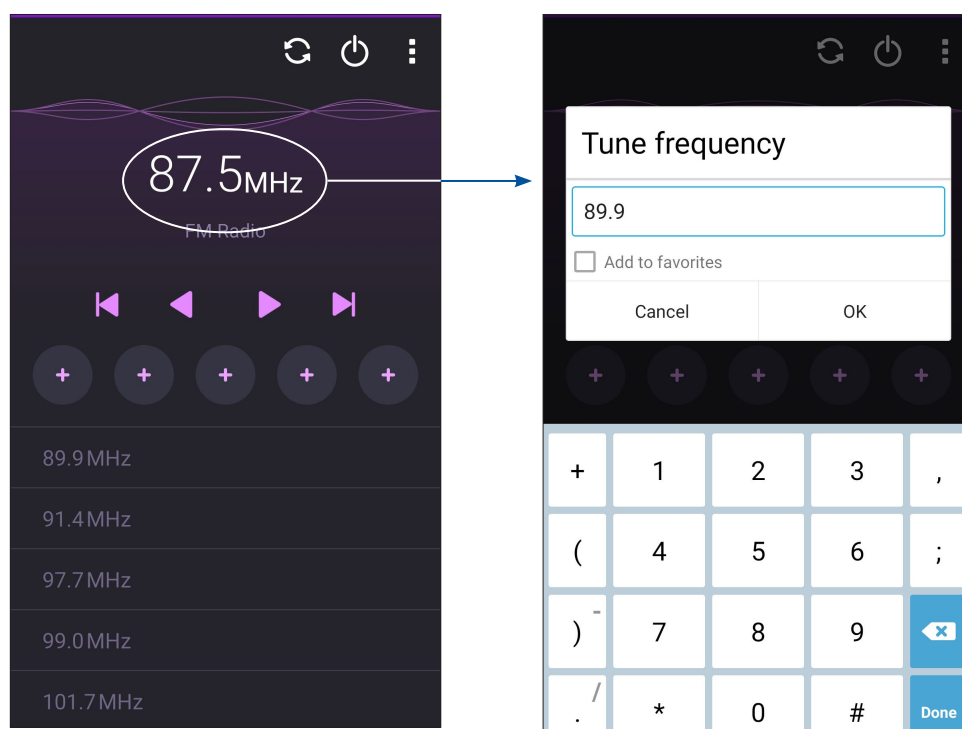 87.5MHz
FM Radio
+ + + + +
89.9MHz
91.4MHz
97.7MHz
99.0MHz
101.7MHz
Tune frequency
89.9
Add to favorites
Cancel OK
+ + + + +
+ 1 2 3 ,
( 4 5 6 ;
) - 7 8 9
. / * 0 # Done